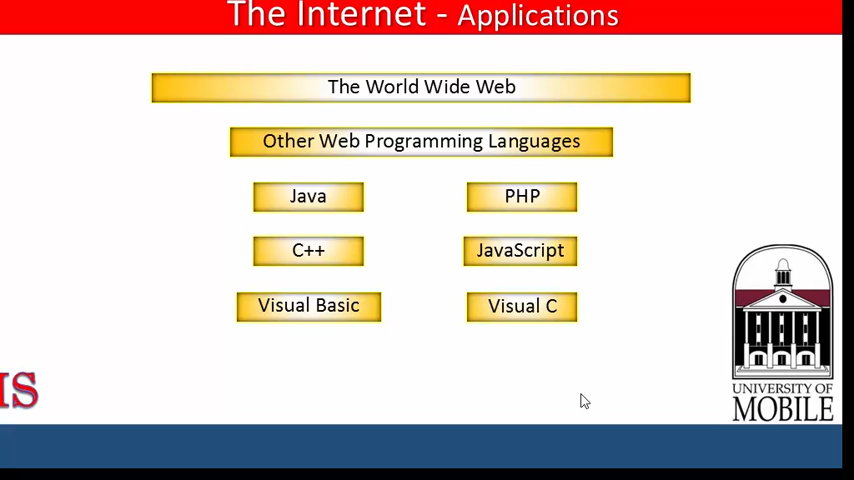 The Internet - Applications
The World Wide Web
Other Web Programming Languages
Java
PHP
C++
JavaScript
Visual Basic
Visual C
IS
UNIVERSITY OF
MOBILE